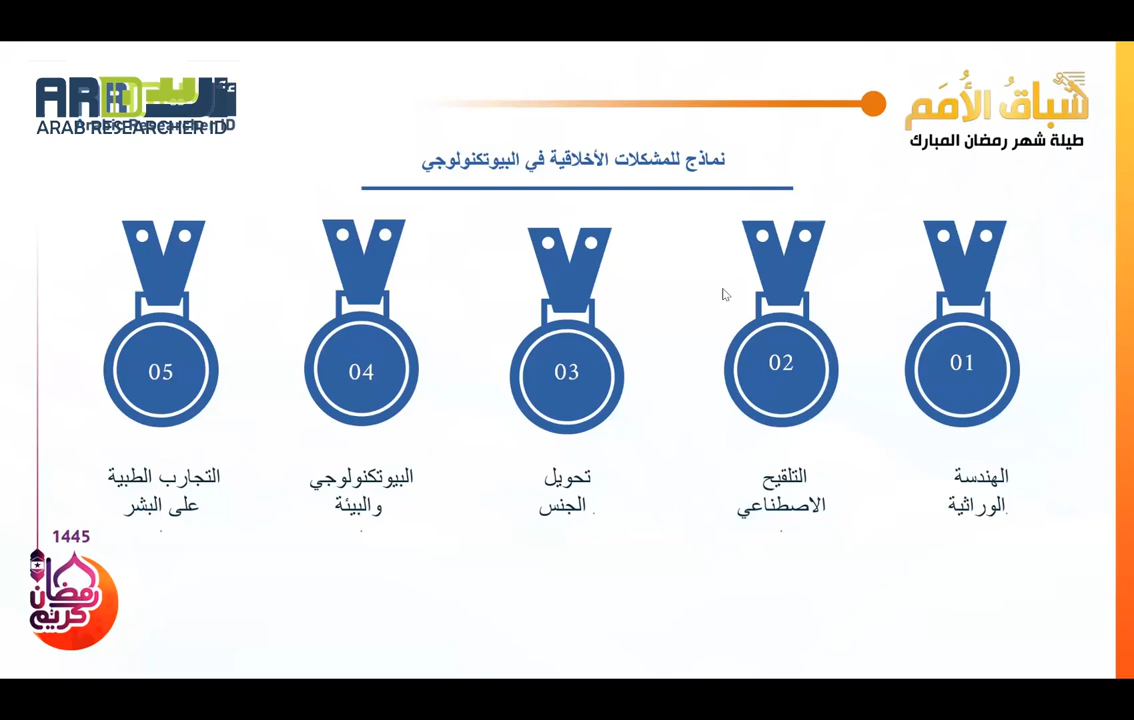 سباقُ الأُمَم
طيلة شهر رمضان المبارك
ARID
ARAB RESEARCHER ID
نماذج للمشكلات الأخلاقية في البيوتكنولوجي
01
الهندسة
الوراثية.
02
التلقيح
الاصطناعي
.
03
تحويل
الجنس .
04
البيوتكنولوجي
والبيئة
.
05
التجارب الطبية
على البشر
.
1445
رمضان
كريم